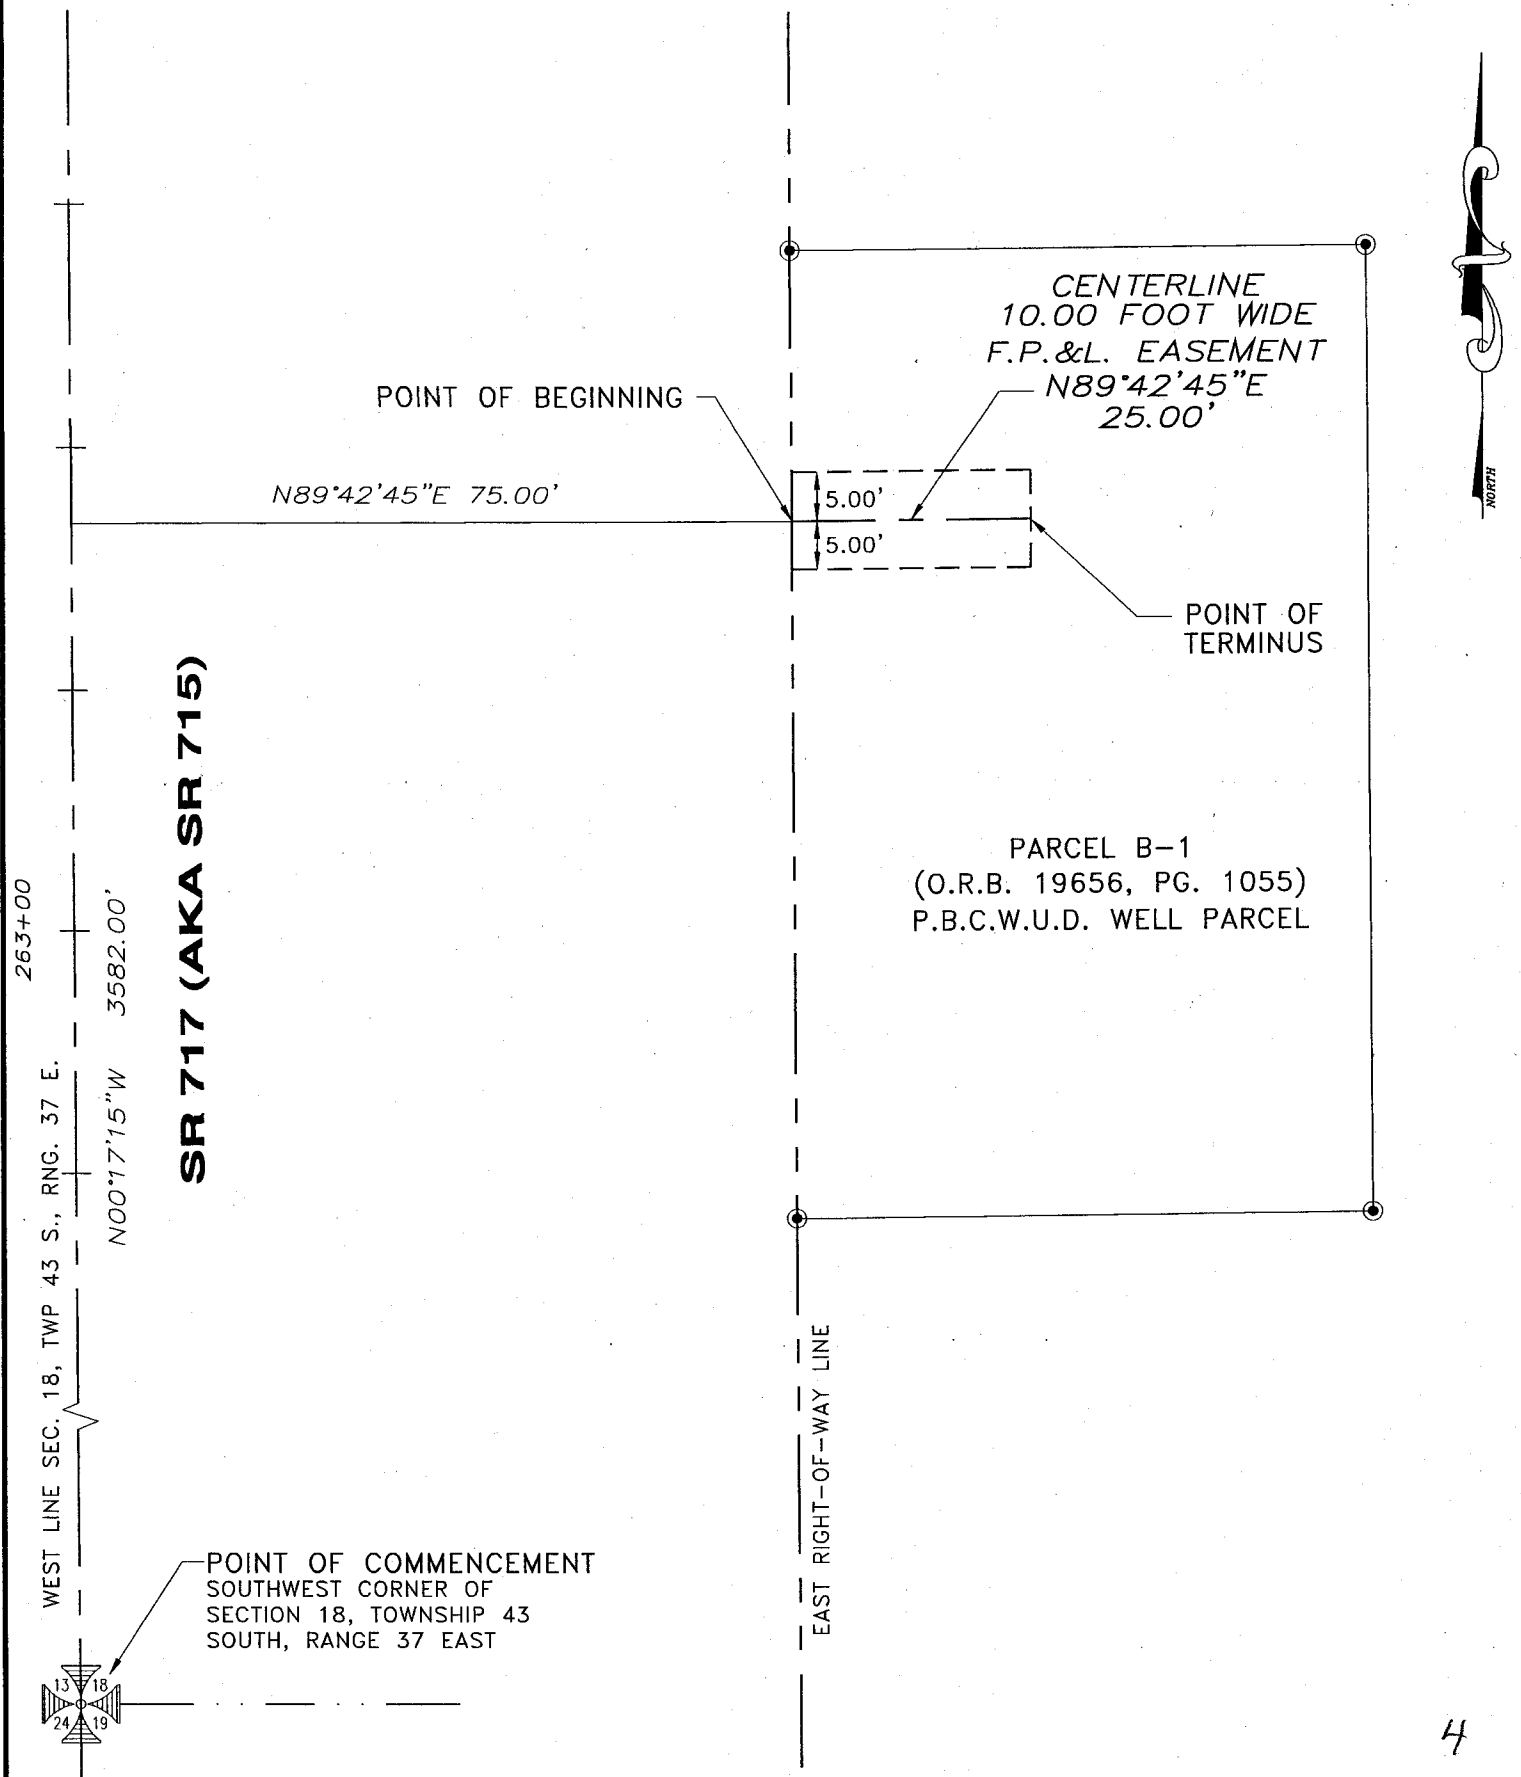 CENTERLINE
10.00 FOOT WIDE
F.P.&L. EASEMENT
N89°42'45"E
25.00'
POINT OF BEGINNING
N89°42'45"E 75.00'
5.00'
5.00'
NORTH
POINT OF
TERMINUS
SR 717 (AKA SR 715)
263+00
N00°17'15"W 3582.00'
WEST LINE SEC. 18, TWP 43 S., RNG. 37 E.
PARCEL B-1
(O.R.B. 19656, PG. 1055)
P.B.C.W.U.D. WELL PARCEL
EAST RIGHT-OF-WAY LINE
POINT OF COMMENCEMENT
SOUTHWEST CORNER OF
SECTION 18, TOWNSHIP 43
SOUTH, RANGE 37 EAST
13 18
24 19
4